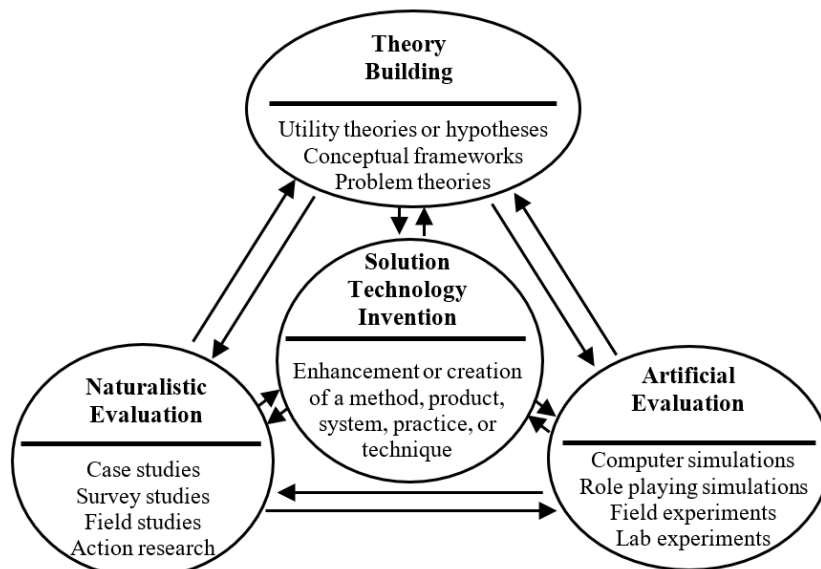 Theory
Building
Utility theories or hypotheses
Conceptual frameworks
Problem theories
Solution
Technology
Invention
Enhancement or creation
of a method, product,
system, practice, or
technique
Naturalistic
Evaluation
Case studies
Survey studies
Field studies
Action research
Artificial
Evaluation
Computer simulations
Role playing simulations
Field experiments
Lab experiments